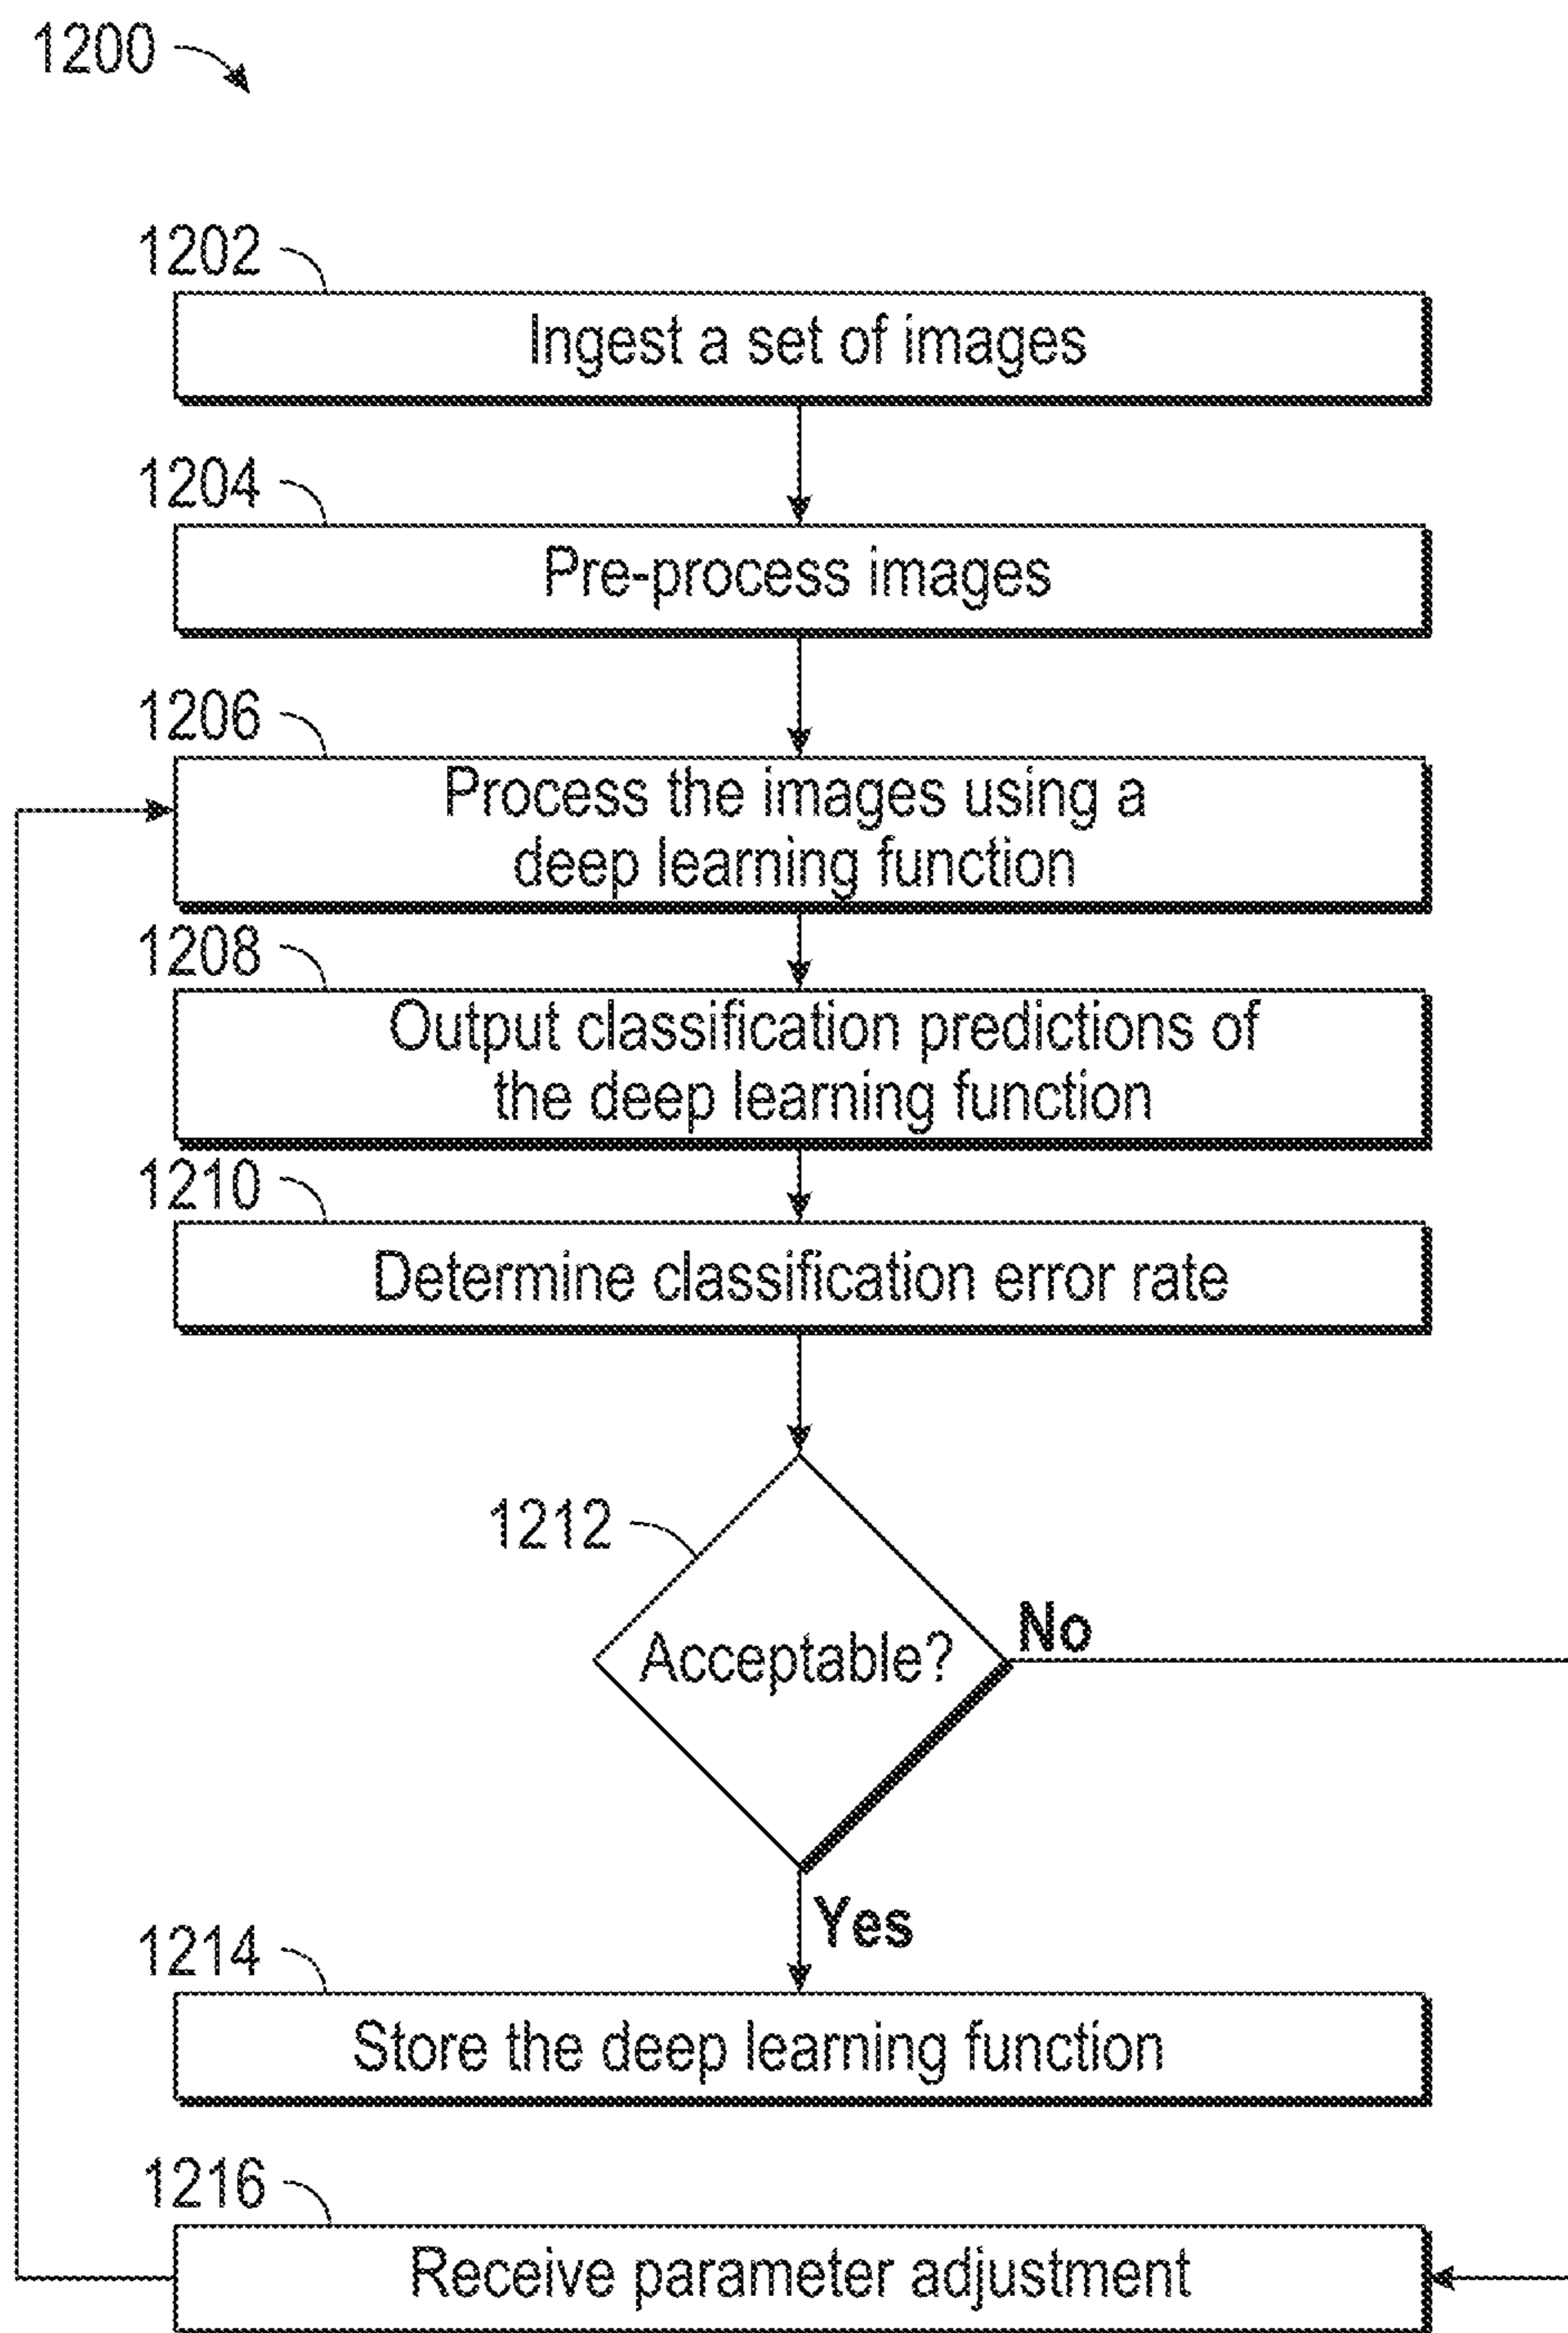 1200
1202
Ingest a set of images
1204
Pre-process images
1206
Process the images using a
deep learning function
1208
Output classification predictions of
the deep learning function
1210
Determine classification error rate
1212
Acceptable?
No
Yes
1214
Store the deep learning function
1216
Receive parameter adjustment